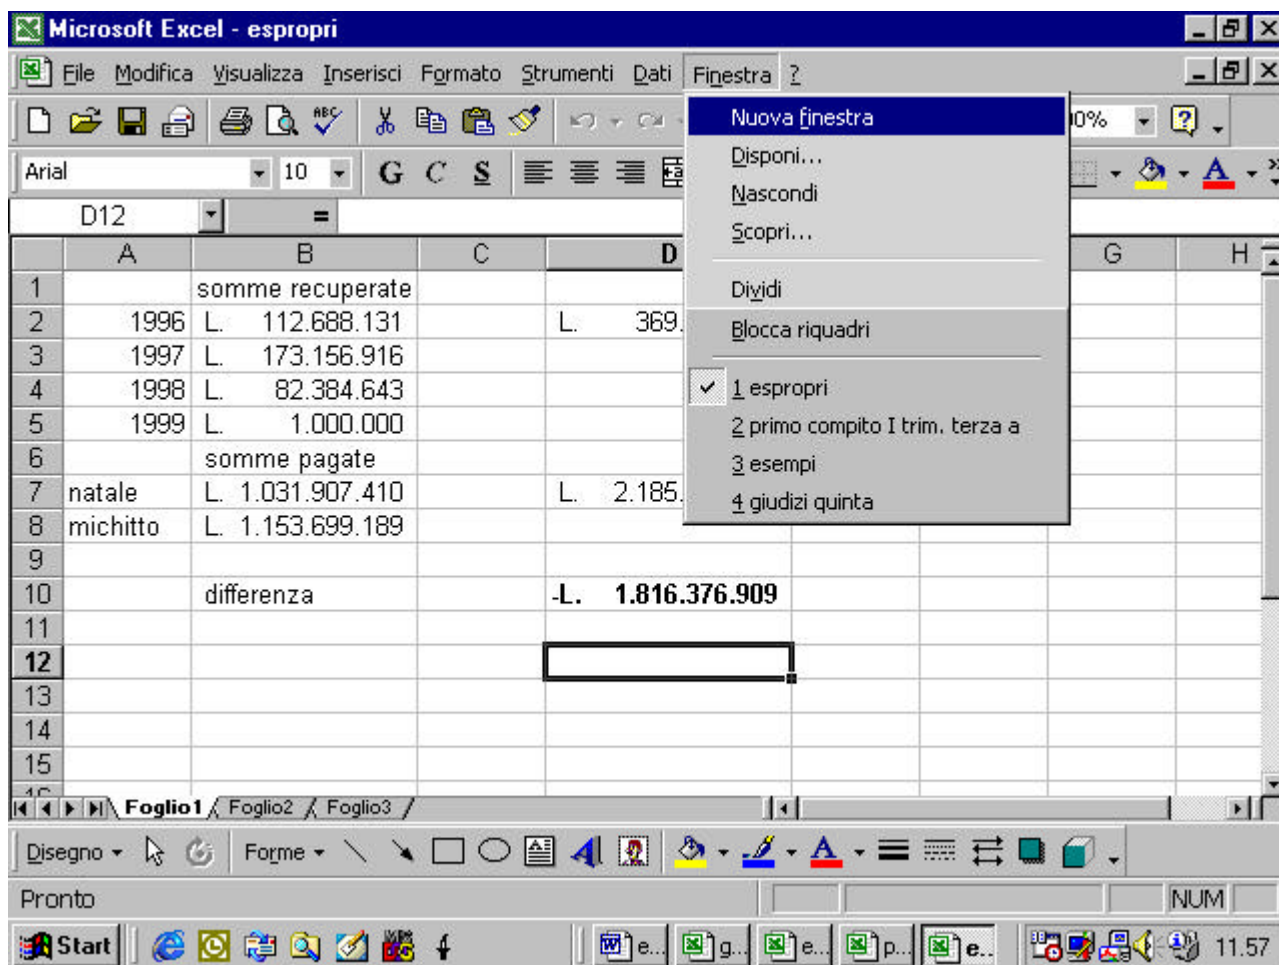 Microsoft Excel - espropri
File Modifica Visualizza Inserisci Formato Strumenti Dati Finestra ?
ABC 00%
Arial 10 G C S
D12 =
Nuova finestra
Disponi...
Nascondi
Scopri...
Dividi
Blocca riquadri
1 espropri
2 primo compito I trim. terza a
3 esempi
4 giudizi quinta
A B C D G H
1 somme recuperate
2 1996 L. 112.688.131 L. 369.
3 1997 L. 173.156.916
4 1998 L. 82.384.643
5 1999 L. 1.000.000
6 somme pagate
7 natale L. 1.031.907.410 L. 2.185.
8 michitto L. 1.153.699.189
9
10 differenza -L. 1.816.376.909
11
12
13
14
15
Foglio1 Foglio2 Foglio3
Disegno Forme A A
Pronto NUM
Start e... g... e... p... e... 11.57